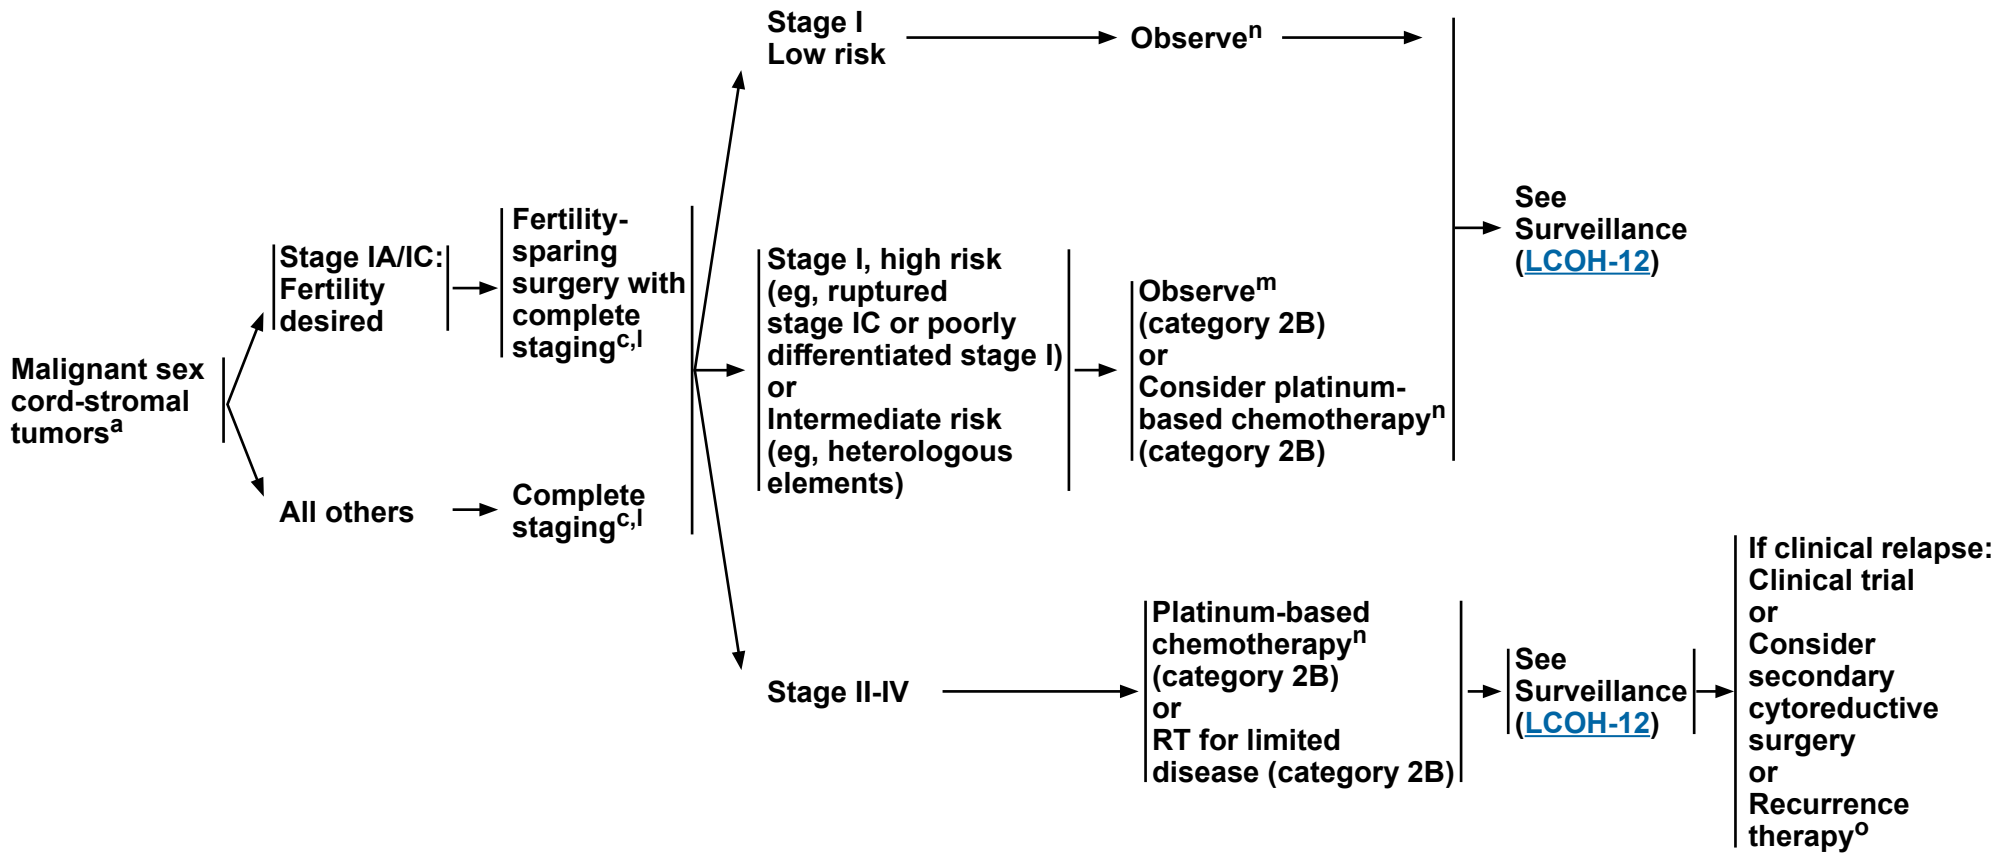 Malignant sex
cord-stromal
tumorsᵃ
Stage IA/IC:
Fertility
desired
All others
Fertility-
sparing
surgery with
complete
stagingᶜ,ˡ
Complete
stagingᶜ,ˡ
Stage I
Low risk
Observeⁿ
Stage I, high risk
(eg, ruptured
stage IC or poorly
differentiated stage I)
or
Intermediate risk
(eg, heterologous
elements)
Observeᵐ
(category 2B)
or
Consider platinum-
based chemotherapyⁿ
(category 2B)
See
Surveillance
(LCOH-12)
Stage II-IV
Platinum-based
chemotherapyⁿ
(category 2B)
or
RT for limited
disease (category 2B)
See
Surveillance
(LCOH-12)
If clinical relapse:
Clinical trial
or
Consider
secondary
cytoreductive
surgery
or
Recurrence
therapyᵒ